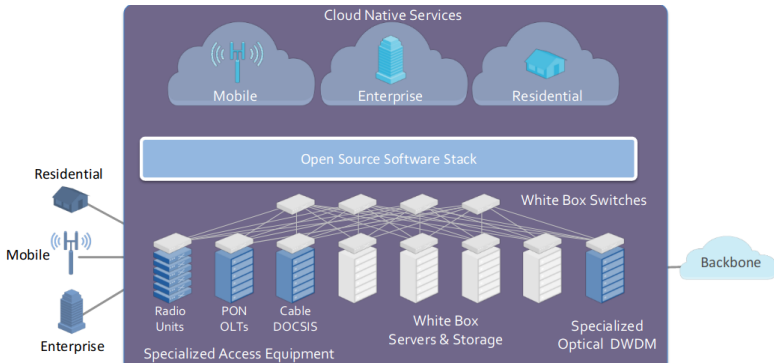 Cloud Native Services
Mobile
Enterprise
Residential
Open Source Software Stack
Residential
White Box Switches
Mobile
Backbone
Enterprise
Radio
Units
PON
OLTs
Cable
DOCSIS
White Box
Servers & Storage
Specialized
Optical DWDM
Specialized Access Equipment